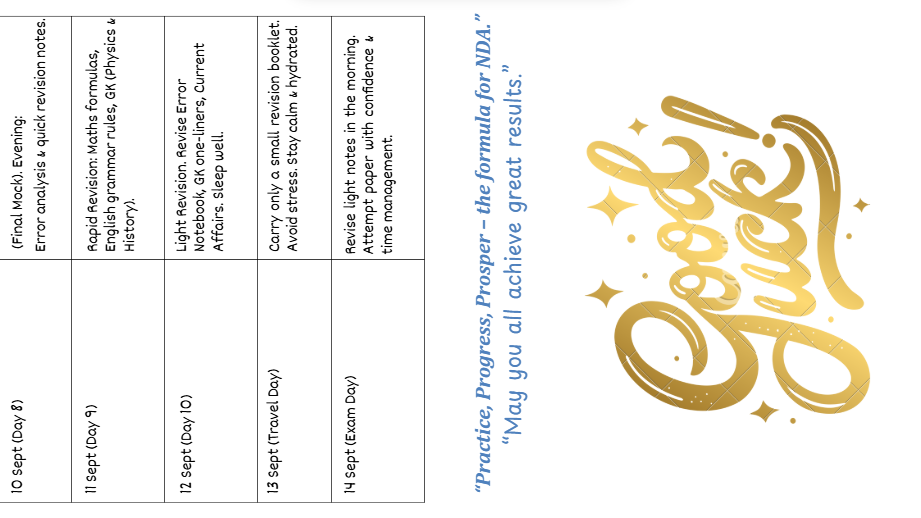 10 Sept (Day 8)
(Final Mock). Evening:
Error analysis & quick revision notes.
11 Sept (Day 9)
Rapid Revision: Maths formulas,
English grammar rules, GK (Physics &
History).
12 Sept (Day 10)
Light Revision. Revise Error
Notebook, GK one-liners, Current
Affairs. Sleep well.
13 Sept (Travel Day)
Carry only a small revision booklet.
Avoid stress. Stay calm & hydrated.
14 Sept (Exam Day)
Revise light notes in the morning.
Attempt paper with confidence &
time management.
“Practice, Progress, Prosper – the formula for NDA.”
“May you all achieve great results.”
Good
luck!